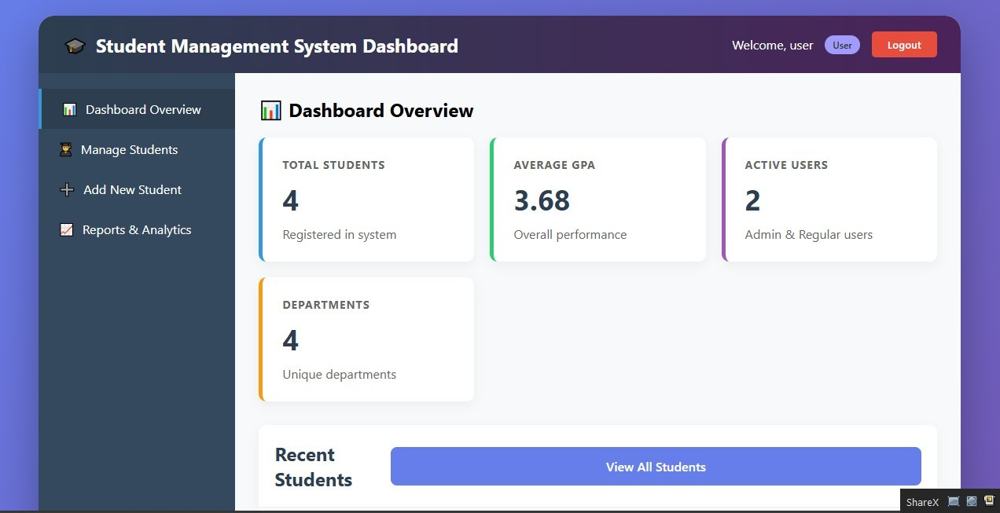 Student Management System Dashboard
Welcome, user
User
Logout
Dashboard Overview
Manage Students
Add New Student
Reports & Analytics
Dashboard Overview
TOTAL STUDENTS
4
Registered in system
AVERAGE GPA
3.68
Overall performance
ACTIVE USERS
2
Admin & Regular users
DEPARTMENTS
4
Unique departments
Recent
Students
View All Students
ShareX